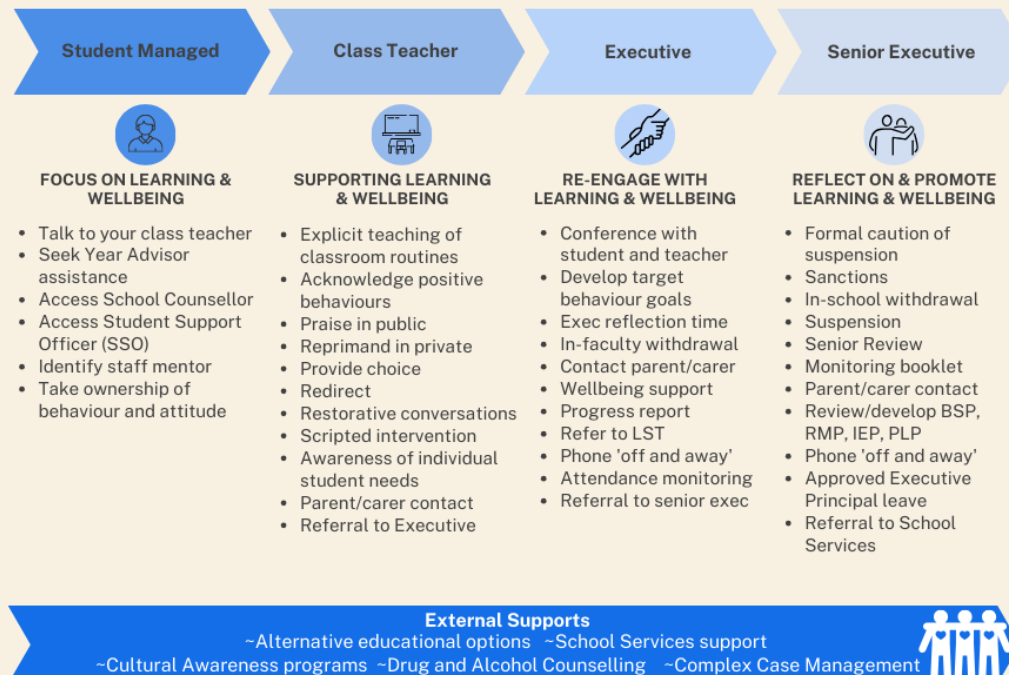 Student Managed
Class Teacher
Executive
Senior Executive
FOCUS ON LEARNING &
WELLBEING
• Talk to your class teacher
• Seek Year Advisor
assistance
• Access School Counsellor
• Access Student Support
Officer (SSO)
• Identify staff mentor
• Take ownership of
behaviour and attitude
SUPPORTING LEARNING
& WELLBEING
• Explicit teaching of
classroom routines
• Acknowledge positive
behaviours
• Praise in public
• Reprimand in private
• Provide choice
• Redirect
• Restorative conversations
• Scripted intervention
• Awareness of individual
student needs
• Parent/carer contact
• Referral to Executive
RE-ENGAGE WITH
LEARNING & WELLBEING
• Conference with
student and teacher
• Develop target
behaviour goals
• Exec reflection time
• In-faculty withdrawal
• Contact parent/carer
• Wellbeing support
• Progress report
• Refer to LST
• Phone 'off and away'
• Attendance monitoring
• Referral to senior exec
REFLECT ON & PROMOTE
LEARNING & WELLBEING
• Formal caution of
suspension
• Sanctions
• In-school withdrawal
• Suspension
• Senior Review
• Monitoring booklet
• Parent/carer contact
• Review/develop BSP,
RMP, IEP, PLP
• Phone 'off and away'
• Approved Executive
Principal leave
• Referral to School
Services
External Supports
~Alternative educational options ~School Services support
~Cultural Awareness programs ~Drug and Alcohol Counselling ~Complex Case Management